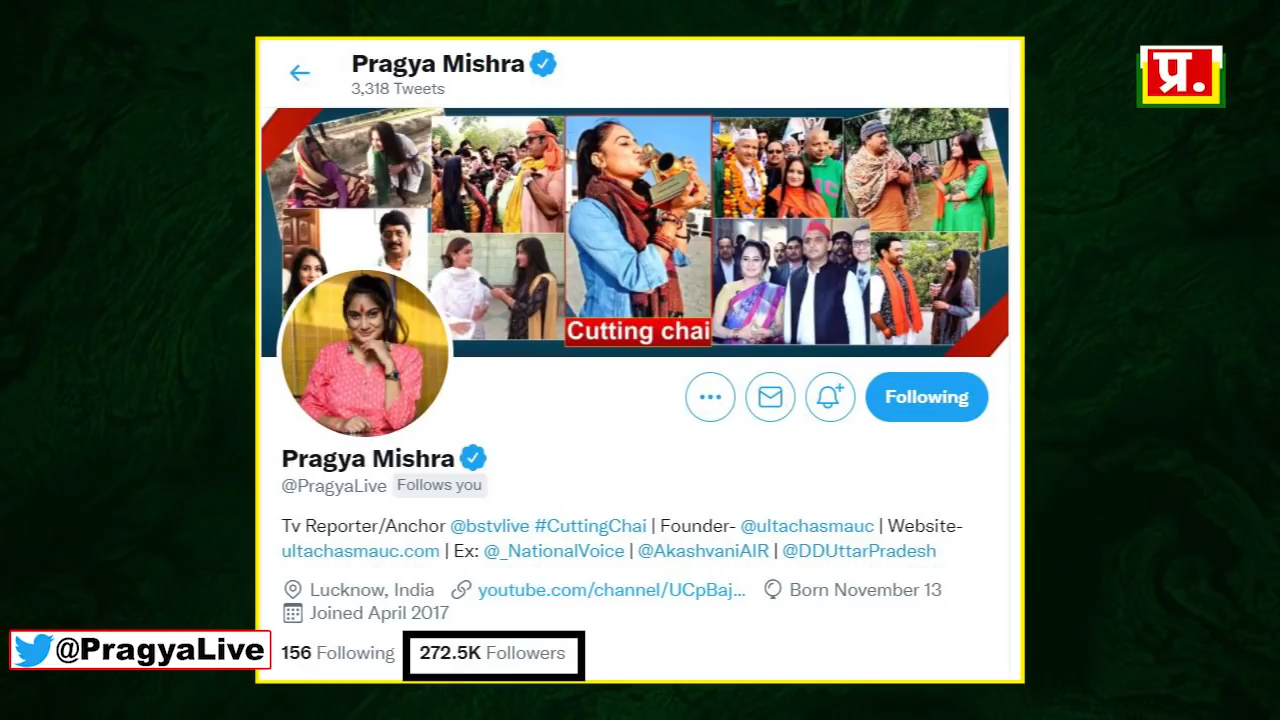 Pragya Mishra
3,318 Tweets
प्र.
Cutting chai
Following
Pragya Mishra
@PragyaLive Follows you
Tv Reporter/Anchor @bstvlive #CuttingChai | Founder- @ultachasmauc | Website-
ultachasmauc.com | Ex: @_NationalVoice | @AkashvaniAIR | @DDUttarPradesh
Lucknow, India youtube.com/channel/UCpBaj... Born November 13
Joined April 2017
156 Following 272.5K Followers
@PragyaLive